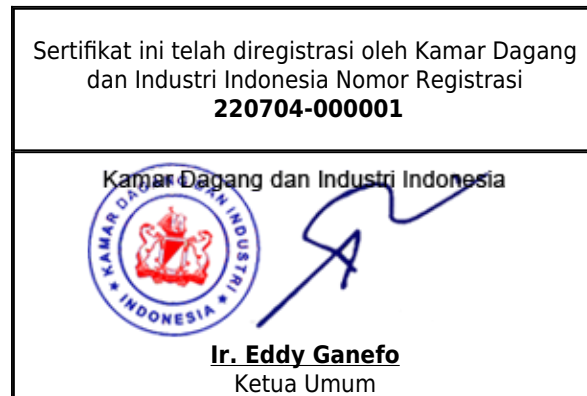 Sertifikat ini telah diregistrasi oleh Kamar Dagang
dan Industri Indonesia Nomor Registrasi
220704-000001
Kamar Dagang dan Industri Indonesia
KAMAR DAGANG DAN INDUSTRI
* INDONESIA *
Ir. Eddy Ganefo
Ketua Umum